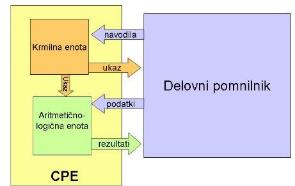 Krmilna enota
navodila
ukaz
Ukaz
Delovni pomnilnik
podatki
Aritmetično-
logična enota
rezultati
CPE